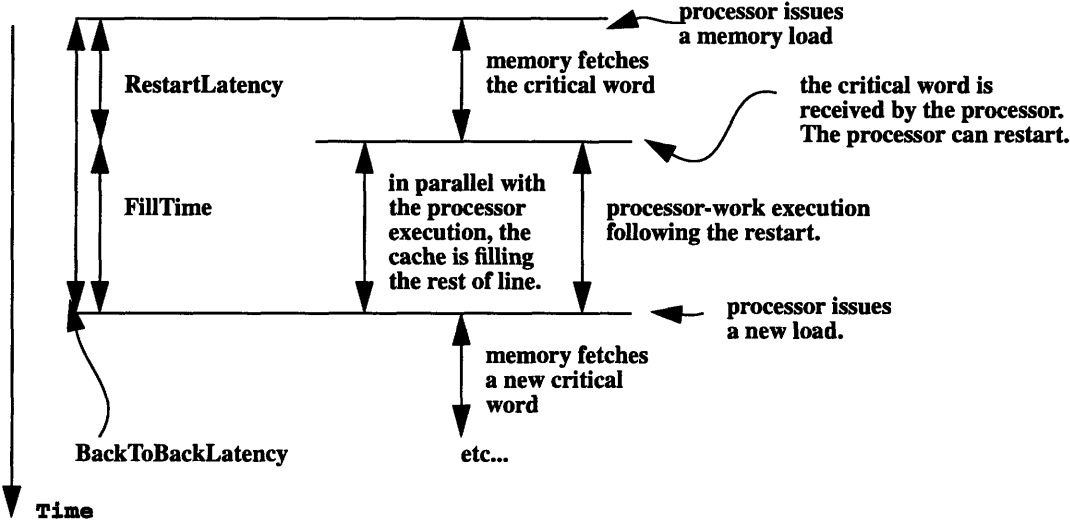 processor issues
a memory load
RestartLatency
memory fetches
the critical word
the critical word is
received by the processor.
The processor can restart.
FillTime
in parallel with
the processor
execution, the
cache is filling
the rest of line.
processor-work execution
following the restart.
processor issues
a new load.
memory fetches
a new critical
word
BackToBackLatency
etc...
Time